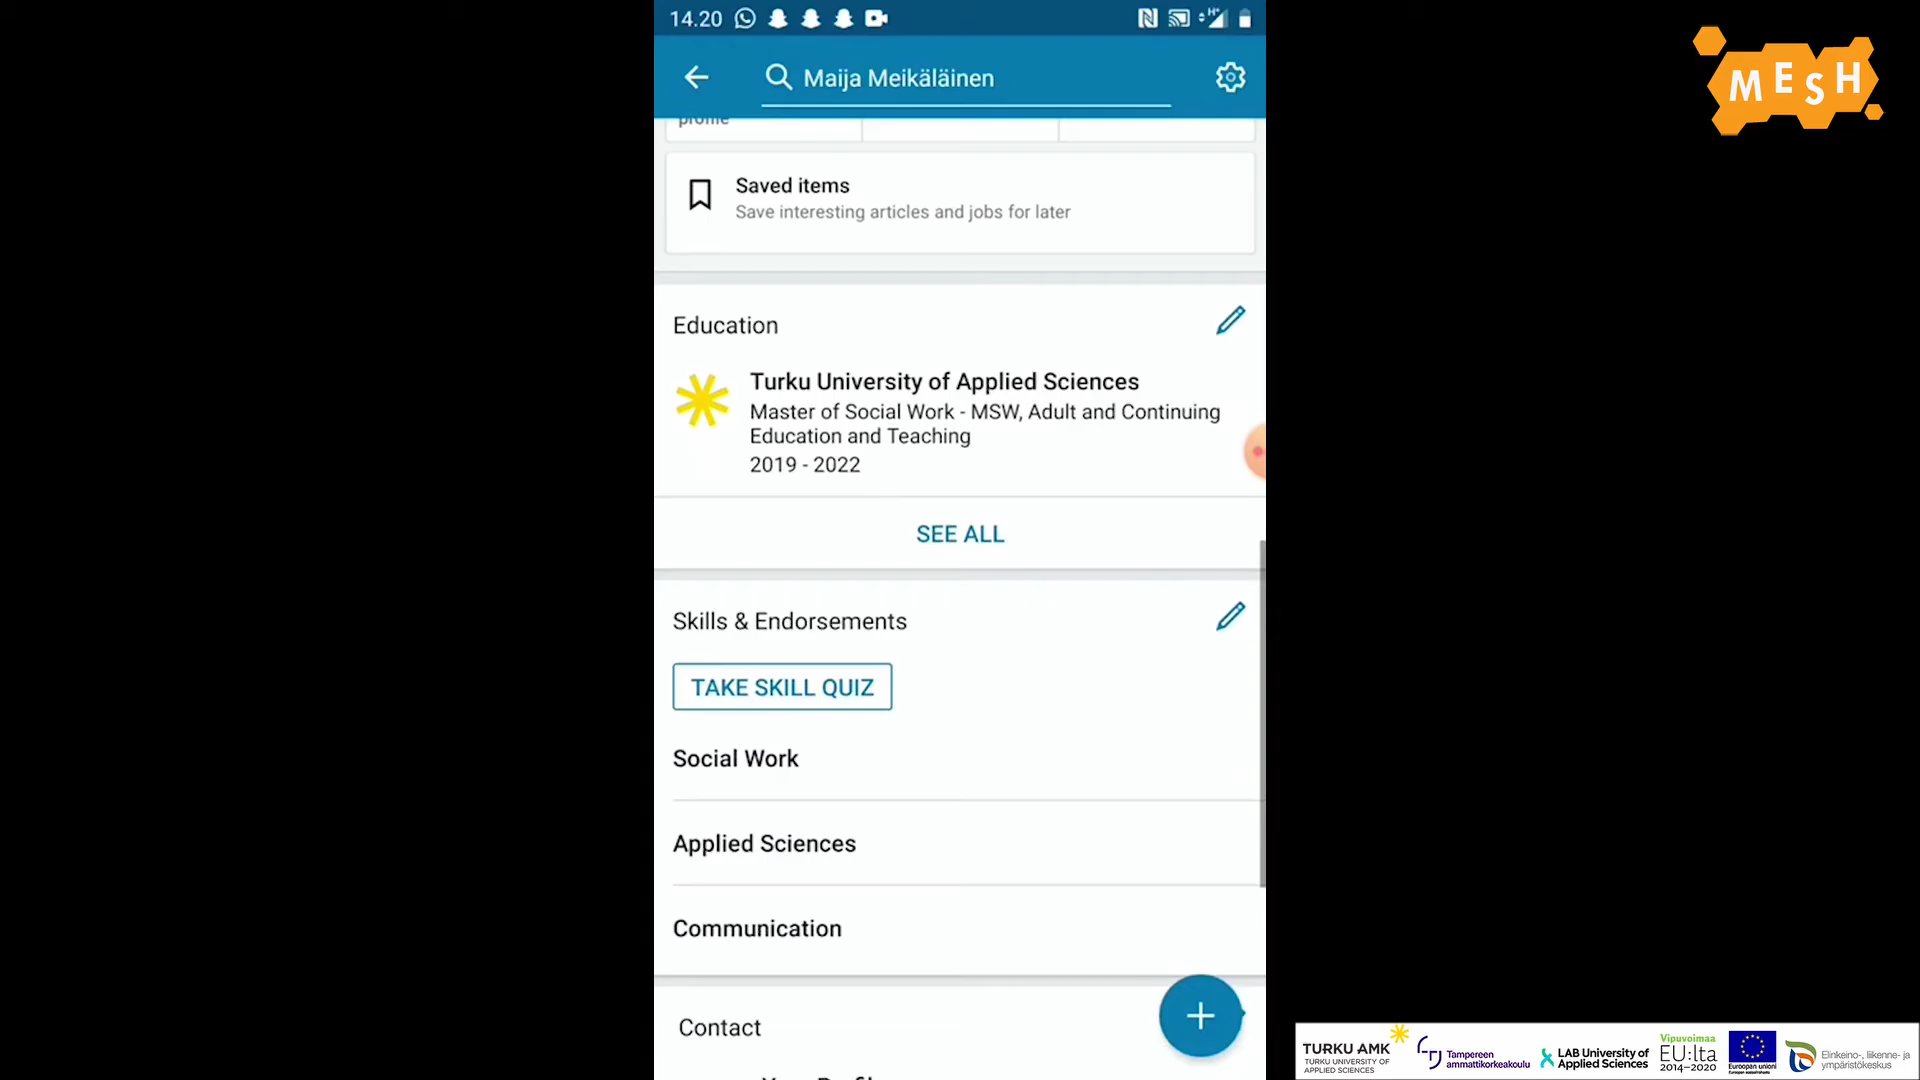 14.20
Maija Meikäläinen
profile
Saved items
Save interesting articles and jobs for later
Education
Turku University of Applied Sciences
Master of Social Work - MSW, Adult and Continuing
Education and Teaching
2019 - 2022
SEE ALL
Skills & Endorsements
TAKE SKILL QUIZ
Social Work
Applied Sciences
Communication
Contact
MESH
TURKU AMK
TURKU UNIVERSITY OF
APPLIED SCIENCES
Tampereen
ammattikorkeakoulu
LAB University of
Applied Sciences
Vipuvoimaa
EU:lta
2014–2020
Euroopan unioni
Euroopan sosiaalirahasto
Elinkeino-, liikenne- ja
ympäristökeskus